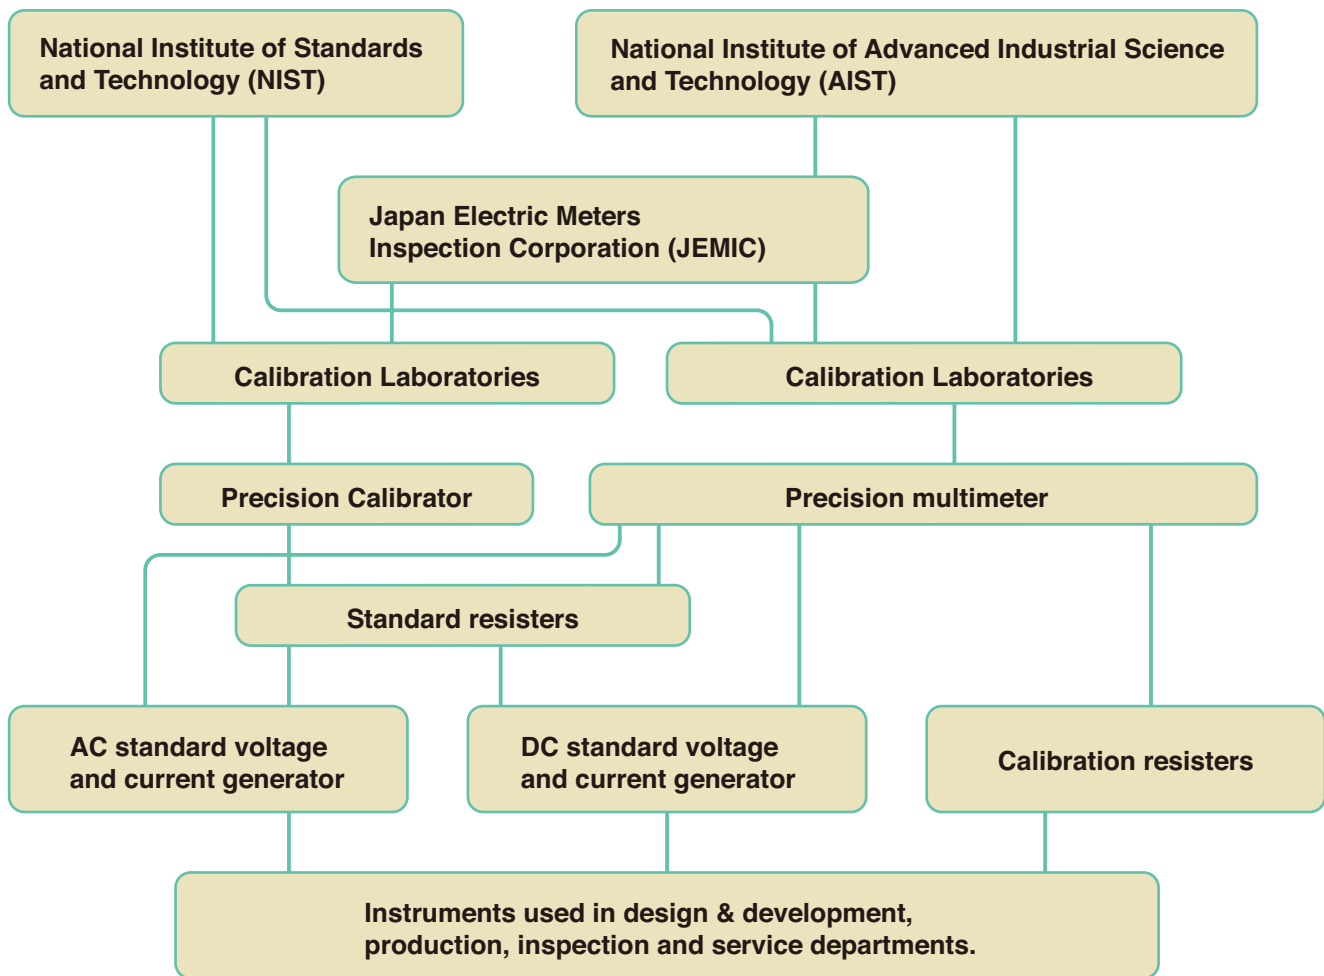 National Institute of Standards
and Technology (NIST)
National Institute of Advanced Industrial Science
and Technology (AIST)
Japan Electric Meters
Inspection Corporation (JEMIC)
Calibration Laboratories
Calibration Laboratories
Precision Calibrator
Precision multimeter
Standard resisters
AC standard voltage
and current generator
DC standard voltage
and current generator
Calibration resisters
Instruments used in design & development,
production, inspection and service departments.